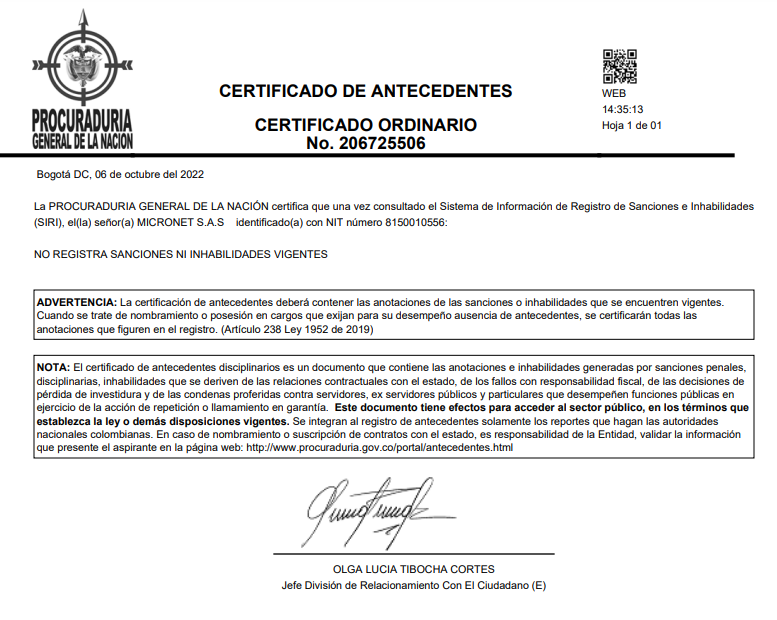 PROCURADURIA
GENERAL DE LA NACION
CERTIFICADO DE ANTECEDENTES
CERTIFICADO ORDINARIO
No. 206725506
WEB
14:35:13
Hoja 1 de 01
Bogotá DC, 06 de octubre del 2022
La PROCURADURIA GENERAL DE LA NACIÓN certifica que una vez consultado el Sistema de Información de Registro de Sanciones e Inhabilidades
(SIRI), el(la) señor(a) MICRONET S.A.S identificado(a) con NIT número 8150010556:
NO REGISTRA SANCIONES NI INHABILIDADES VIGENTES
ADVERTENCIA: La certificación de antecedentes deberá contener las anotaciones de las sanciones o inhabilidades que se encuentren vigentes.
Cuando se trate de nombramiento o posesión en cargos que exijan para su desempeño ausencia de antecedentes, se certificarán todas las
anotaciones que figuren en el registro. (Artículo 238 Ley 1952 de 2019)
NOTA: El certificado de antecedentes disciplinarios es un documento que contiene las anotaciones e inhabilidades generadas por sanciones penales,
disciplinarias, inhabilidades que se deriven de las relaciones contractuales con el estado, de los fallos con responsabilidad fiscal, de las decisiones de
pérdida de investidura y de las condenas proferidas contra servidores, ex servidores públicos y particulares que desempeñen funciones públicas en
ejercicio de la acción de repetición o llamamiento en garantía. Este documento tiene efectos para acceder al sector público, en los términos que
establezca la ley o demás disposiciones vigentes. Se integran al registro de antecedentes solamente los reportes que hagan las autoridades
nacionales colombianas. En caso de nombramiento o suscripción de contratos con el estado, es responsabilidad de la Entidad, validar la información
que presente el aspirante en la página web: http://www.procuraduria.gov.co/portal/antecedentes.html
OLGA LUCIA TIBOCHA CORTES
Jefe División de Relacionamiento Con El Ciudadano (E)